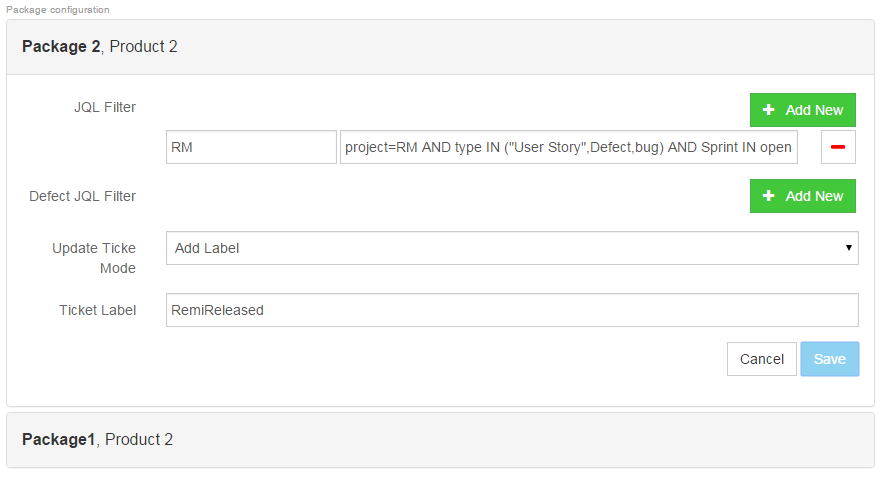 Package configuration
Package 2, Product 2
JQL Filter
Add New
RM
project=RM AND type IN ("User Story",Defect,bug) AND Sprint IN open
Defect JQL Filter
Add New
Update Ticke
Mode
Add Label
Ticket Label
RemiReleased
Cancel
Save
Package1, Product 2